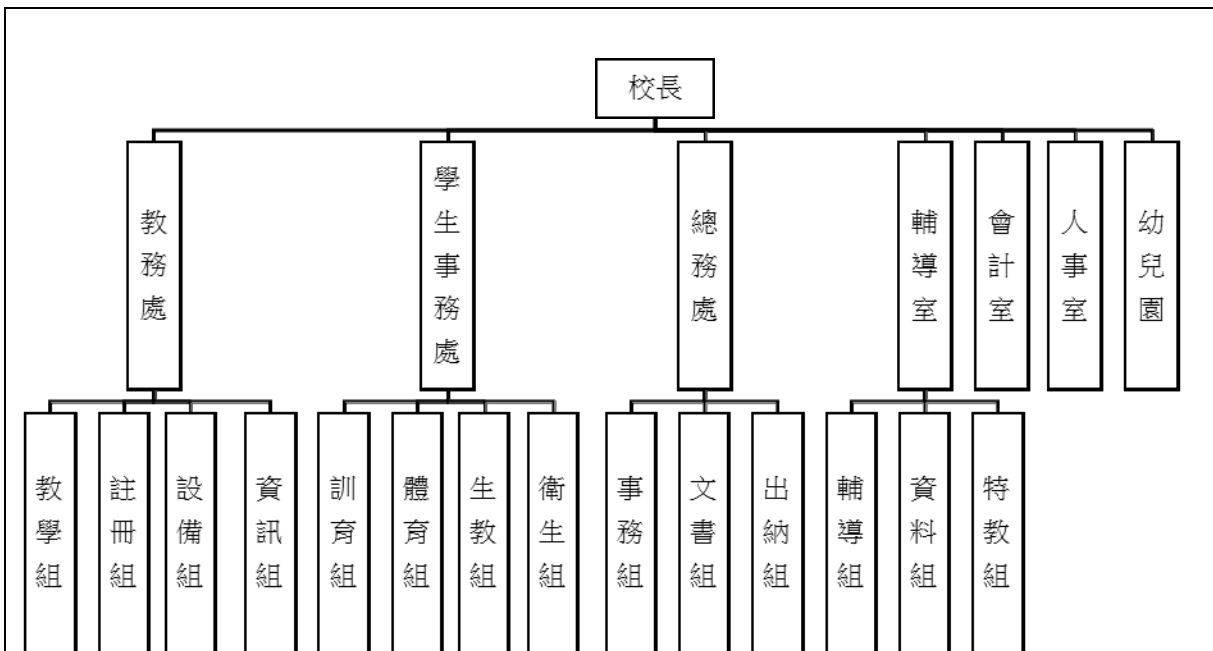 校長
教務處
學生事務處
總務處
輔導室
會計室
人事室
幼兒園
教學組
註冊組
設備組
資訊組
訓育組
體育組
生教組
衛生組
事務組
文書組
出納組
輔導組
資料組
特教組